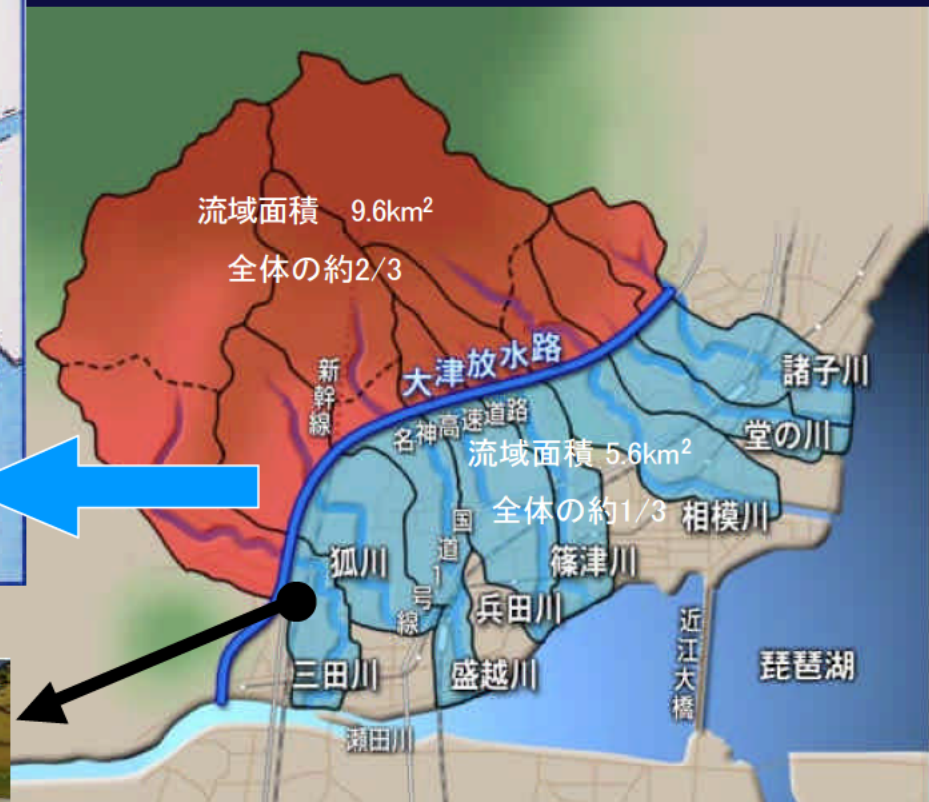 流域面積　9.6km²
全体の約2/3
新幹線
大津放水路
名神高速道路
諸子川
堂の川
流域面積 5.6km²
全体の約1/3
相模川
国道1号線
狐川
篠津川
兵田川
三田川
盛越川
近江大橋
琵琶湖
瀬田川